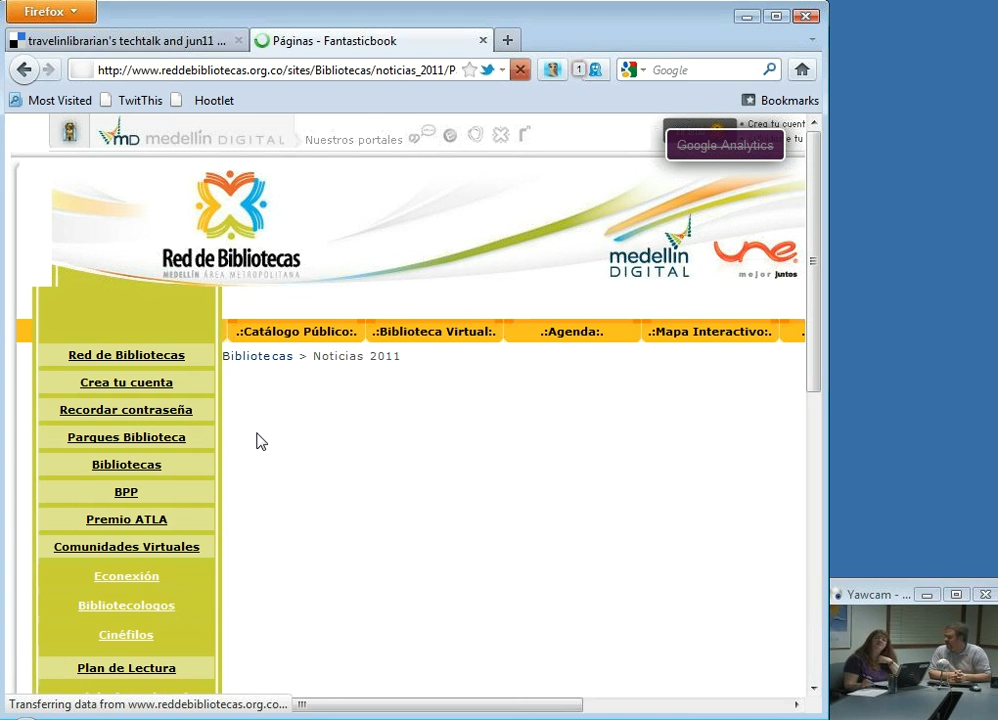 Firefox
travelinlibrarian's techtalk and jun11 ...
Páginas - Fantasticbook
http://www.reddebibliotecas.org.co/sites/Bibliotecas/noticias_2011/P
1
Google
Most Visited
TwitThis
Hootlet
Bookmarks
MD medellín DIGITAL
Nuestros portales
• Crea tu cuent
Google Analytics
Red de Bibliotecas
MEDELLÍN ÁREA METROPOLITANA
medellín
DIGITAL
une
mejor juntos
.:Catálogo Público:.
.:Biblioteca Virtual:.
.:Agenda:.
.:Mapa Interactivo:.
Bibliotecas > Noticias 2011
Red de Bibliotecas
Crea tu cuenta
Recordar contraseña
Parques Biblioteca
Bibliotecas
BPP
Premio ATLA
Comunidades Virtuales
Econexión
Bibliotecologos
Cinéfilos
Plan de Lectura
Transferring data from www.reddebibliotecas.org.co...
Yawcam - ...